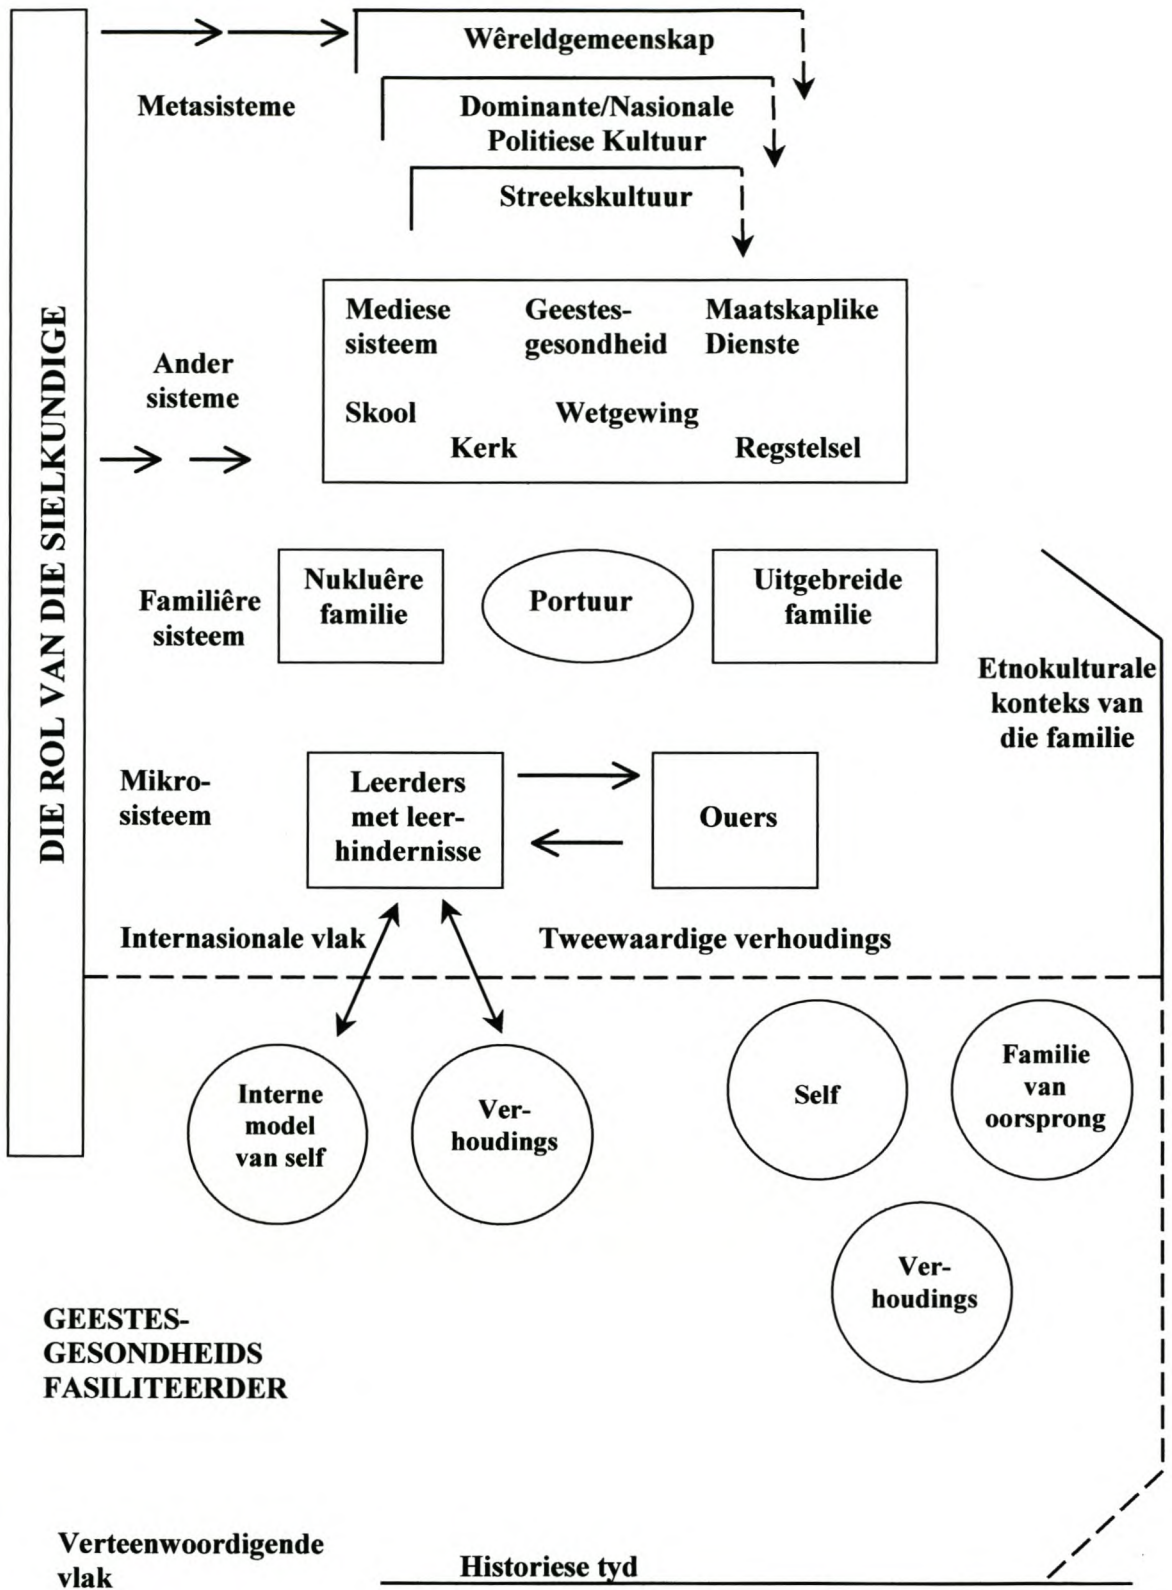 DIE ROL VAN DIE SIELKUNDIGE
Wêreldgemeenskap
Metasisteme
Dominante/Nasionale
Politiese Kultuur
Streekskultuur
Ander
sisteme
Mediese
sisteem
Geestes-
gesondheid
Maatskaplike
Dienste
Skool
Wetgewing
Kerk
Regstelsel
Familiêre
sisteem
Nukluêre
familie
Portuur
Uitgebreide
familie
Etnokulturale
konteks van
die familie
Mikro-
sisteem
Leerders
met leer-
hindernisse
Ouers
Internasionale vlak
Tweewaardige verhoudings
Interne
model
van self
Ver-
houdings
Self
Familie
van
oorsprong
Ver-
houdings
GEESTES-
GESONDHEIDS
FASILITEERDER
Verteenwoordigende
vlak
Historiese tyd